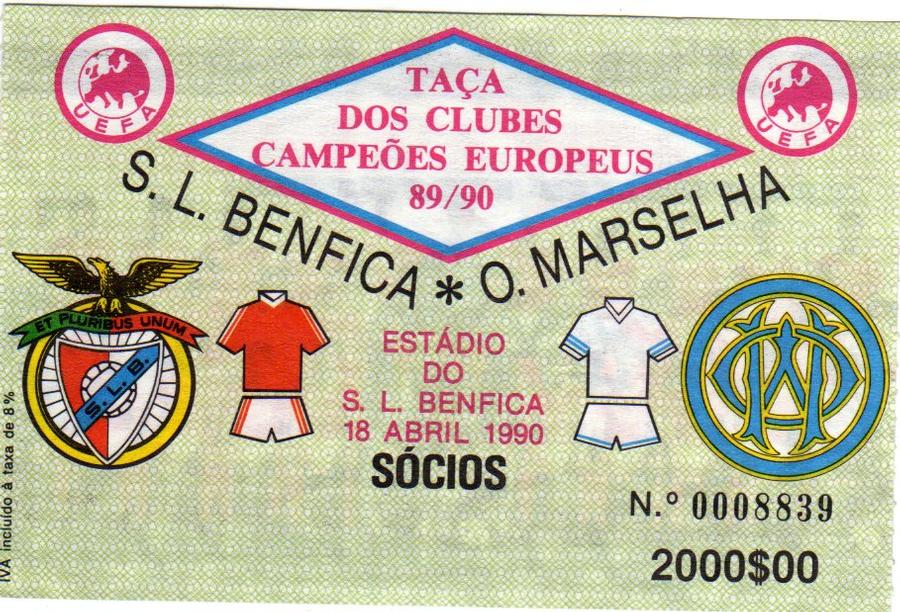 UEFA
TAÇA
DOS CLUBES
CAMPEÕES EUROPEUS
89/90
UEFA
S. L. BENFICA * O. MARSELHA
ET PLURIBUS UNUM
S. L. B.
ESTÁDIO
DO
S. L. BENFICA
18 ABRIL 1990
SÓCIOS
N.º 0008839
2000$00
IVA incluído à taxa de 8%